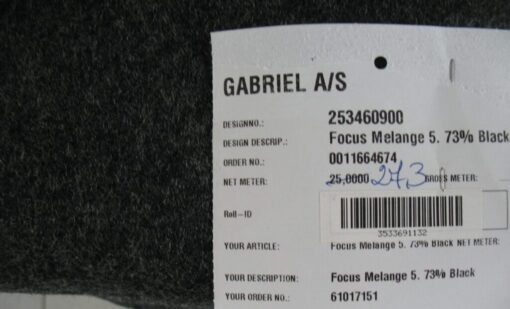 GABRIEL A/S
DESIGNNO.: 253460900
DESIGN DESCRIP.: Focus Melange 5. 73% Black
ORDER NO.: 0011664674
NET METER: 25,0000 27,3 GROSS METER:
Roll-ID
3533691132
YOUR ARTICLE: Focus Melange 5. 73% Black NET METER:
YOUR DESCRIPTION: Focus Melange 5. 73% Black
YOUR ORDER NO.: 61017151